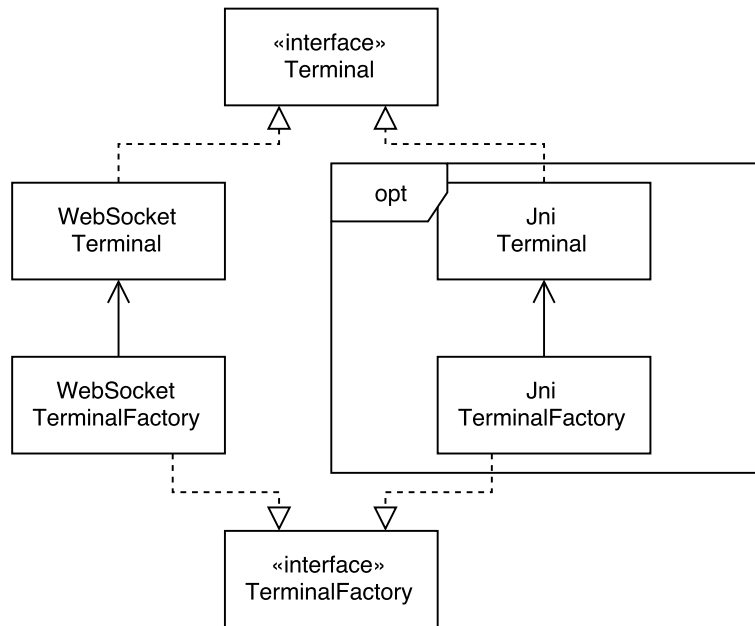 «interface»
Terminal
opt
WebSocket
Terminal
Jni
Terminal
WebSocket
TerminalFactory
Jni
TerminalFactory
«interface»
TerminalFactory